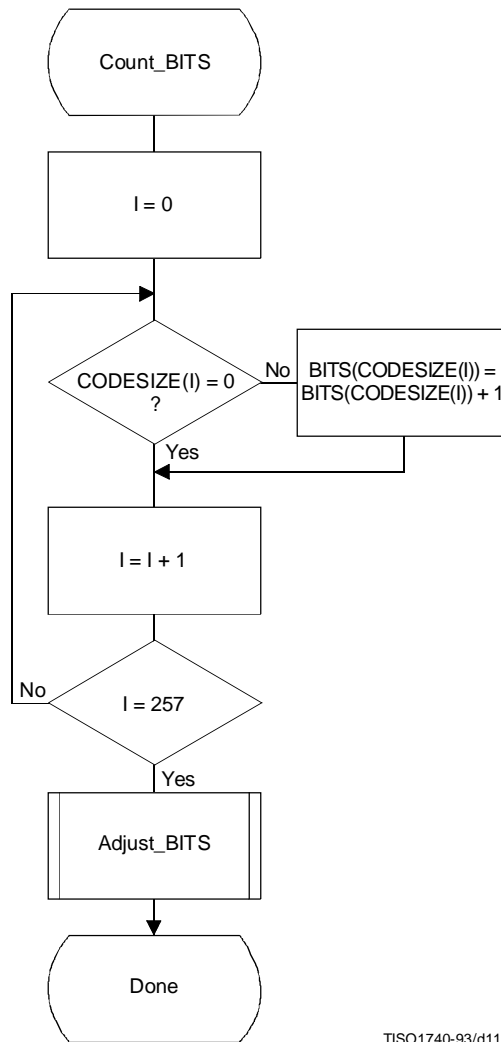 Count_BITS
I = 0
CODESIZE(I) = 0
?
No
BITS(CODESIZE(I)) =
BITS(CODESIZE(I)) + 1
Yes
I = I + 1
I = 257
No
Yes
Adjust_BITS
Done
TISO1740-93/d11